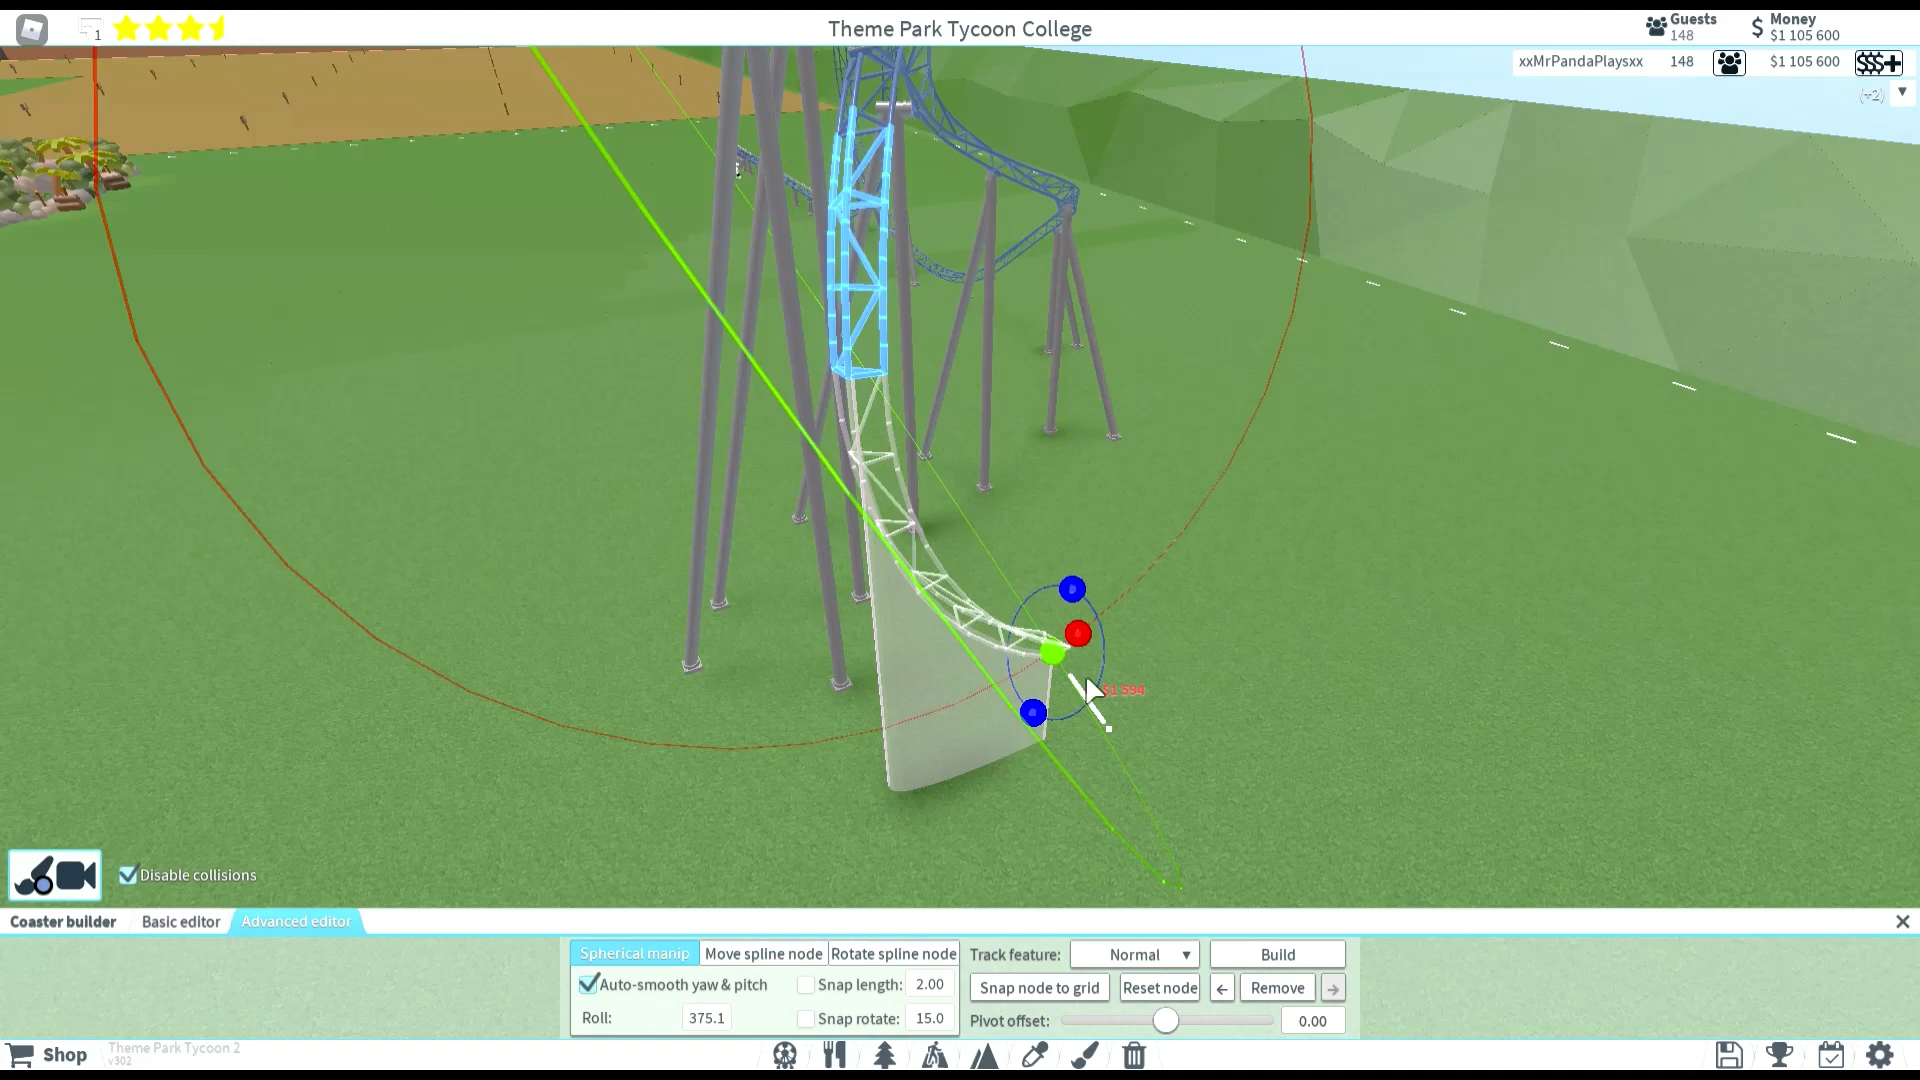 1
Theme Park Tycoon College
Guests
148
Money
$1 105 600
xxMrPandaPlaysxx 148 $1 105 600 $$$+
(+2)
$1 594
Disable collisions
Coaster builder Basic editor Advanced editor
Spherical manip Move spline node Rotate spline node Track feature: Normal Build
Auto-smooth yaw & pitch Snap length: 2.00 Snap node to grid Reset node Remove
Roll: 375.1 Snap rotate: 15.0 Pivot offset: 0.00
Shop
Theme Park Tycoon 2
v302